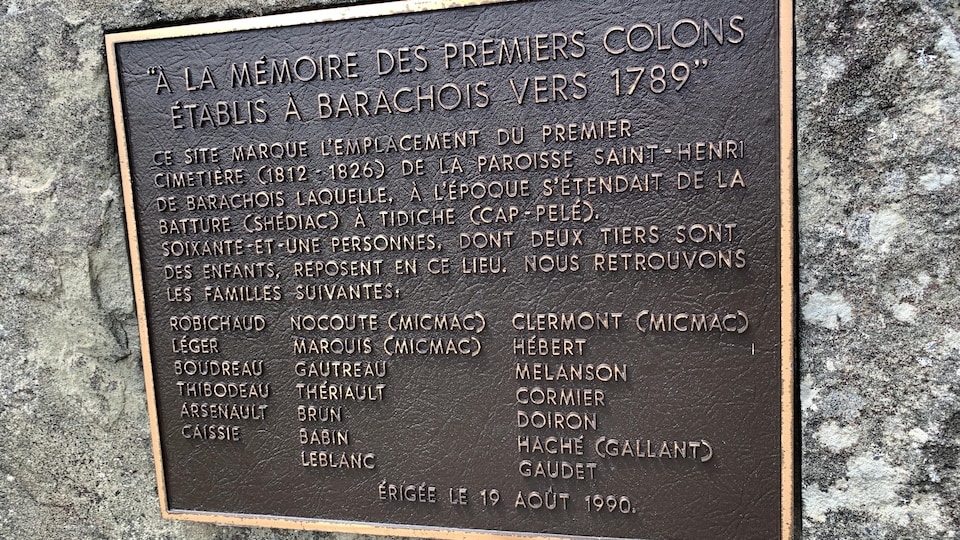 "À LA MÉMOIRE DES PREMIERS COLONS
ÉTABLIS À BARACHOIS VERS 1789"
CE SITE MARQUE L'EMPLACEMENT DU PREMIER
CIMETIÈRE (1812-1826) DE LA PAROISSE SAINT-HENRI
DE BARACHOIS LAQUELLE, À L'ÉPOQUE S'ÉTENDAIT DE LA
BATTURE (SHÉDIAC) À TIDICHE (CAP-PELÉ).
SOIXANTE-ET-UNE PERSONNES, DONT DEUX TIERS SONT
DES ENFANTS, REPOSENT EN CE LIEU. NOUS RETROUVONS
LES FAMILLES SUIVANTES:
ROBICHAUD NOCOUTE (MICMAC) CLERMONT (MICMAC)
LÉGER MARQUIS (MICMAC) HÉBERT
BOUDREAU GAUTREAU MELANSON
THIBODEAU THÉRIAULT CORMIER
ARSENAULT BRUN DOIRON
CAISSIE BABIN HACHÉ (GALLANT)
LEBLANC GAUDET
ÉRIGÉE LE 19 AOÛT 1990.